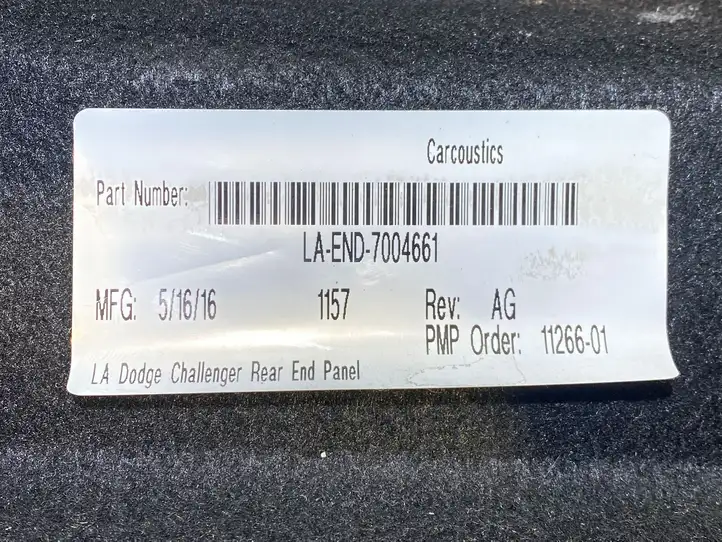 Carcoustics
Part Number:
LA-END-7004661
MFG: 5/16/16 1157 Rev: AG
PMP Order: 11266-01
LA Dodge Challenger Rear End Panel